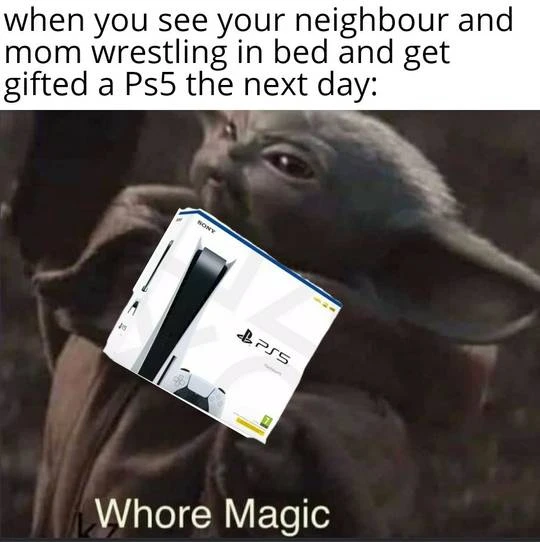 when you see your neighbour and
mom wrestling in bed and get
gifted a Ps5 the next day:
SONY
PS5
Whore Magic